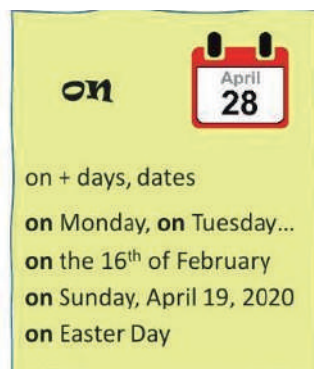 on
April
28
on + days, dates
on Monday, on Tuesday...
on the 16th of February
on Sunday, April 19, 2020
on Easter Day